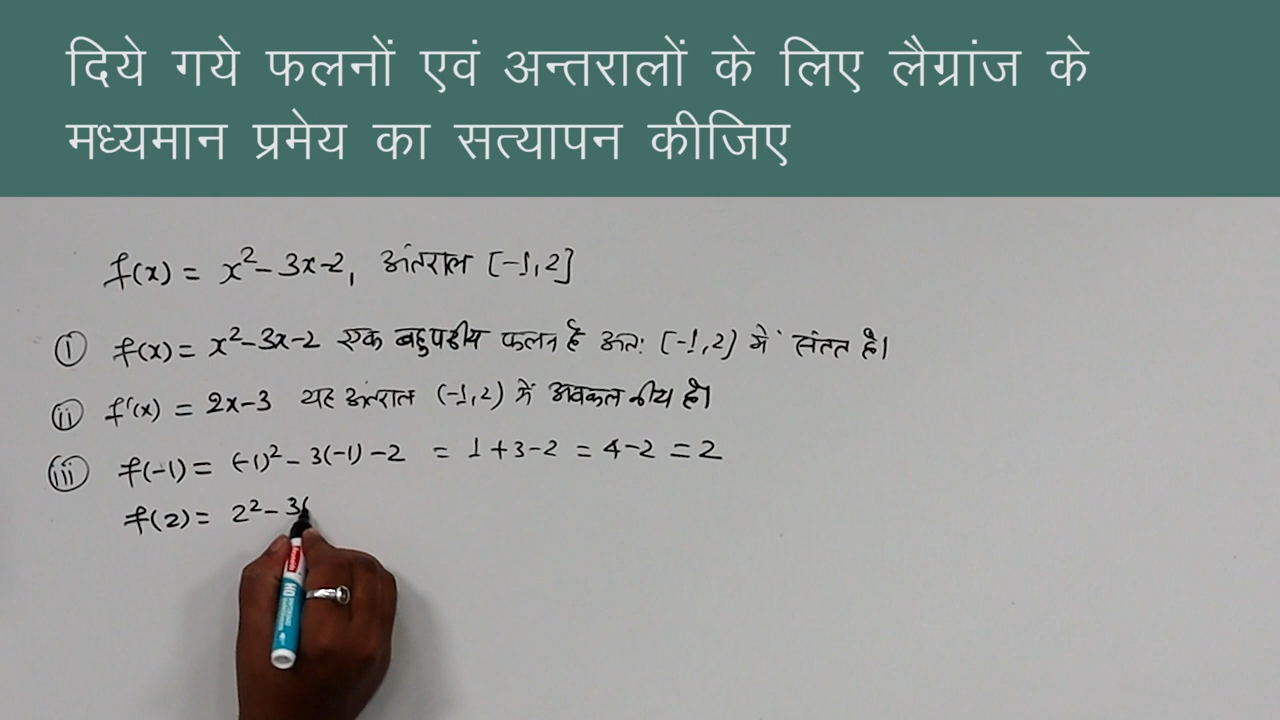 दिये गये फलनों एवं अन्तरालों के लिए लैग्रांज के
मध्यमान प्रमेय का सत्यापन कीजिए
f(x) = x²-3x-2, अंतराल [-1,2]
(i) f(x) = x²-3x-2 एक बहुपदीय फलन है अतः [-1,2] में संतत है।
(ii) f'(x) = 2x-3 यह अंतराल (-1,2) में अवकलनीय है।
(iii) f(-1) = (-1)² - 3(-1) - 2 = 1+3-2 = 4-2 = 2
f(2) = 2² - 3(